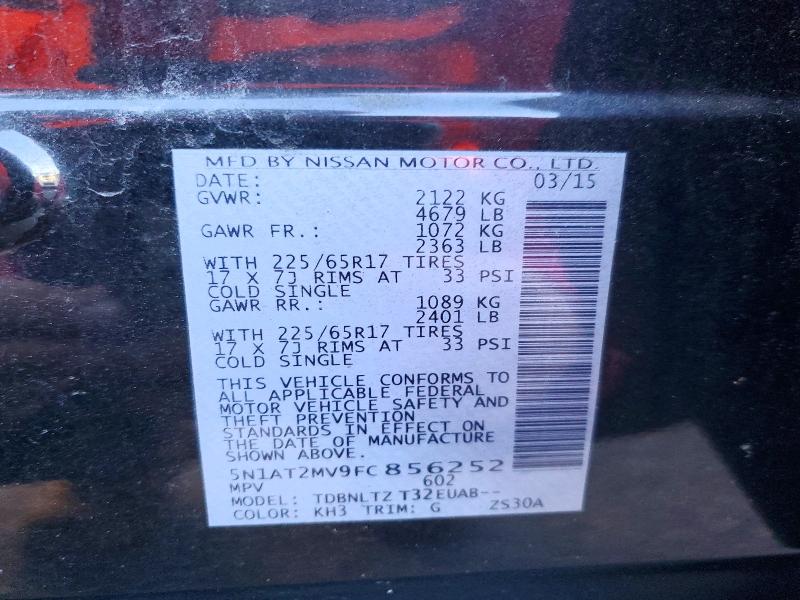 MFD BY NISSAN MOTOR CO., LTD.
DATE: 03/15
GVWR: 2122 KG
4679 LB
GAWR FR.: 1072 KG
2363 LB
WITH 225/65R17 TIRES
17 X 7J RIMS AT 33 PSI
COLD SINGLE
GAWR RR.: 1089 KG
2401 LB
WITH 225/65R17 TIRES
17 X 7J RIMS AT 33 PSI
COLD SINGLE
THIS VEHICLE CONFORMS TO
ALL APPLICABLE FEDERAL
MOTOR VEHICLE SAFETY AND
THEFT PREVENTION
STANDARDS IN EFFECT ON
THE DATE OF MANUFACTURE
SHOWN ABOVE.
5N1AT2MV9FC856252
MPV 602
MODEL: TDBNLTZ T32EUAB--
COLOR: KH3 TRIM: G ZS30A